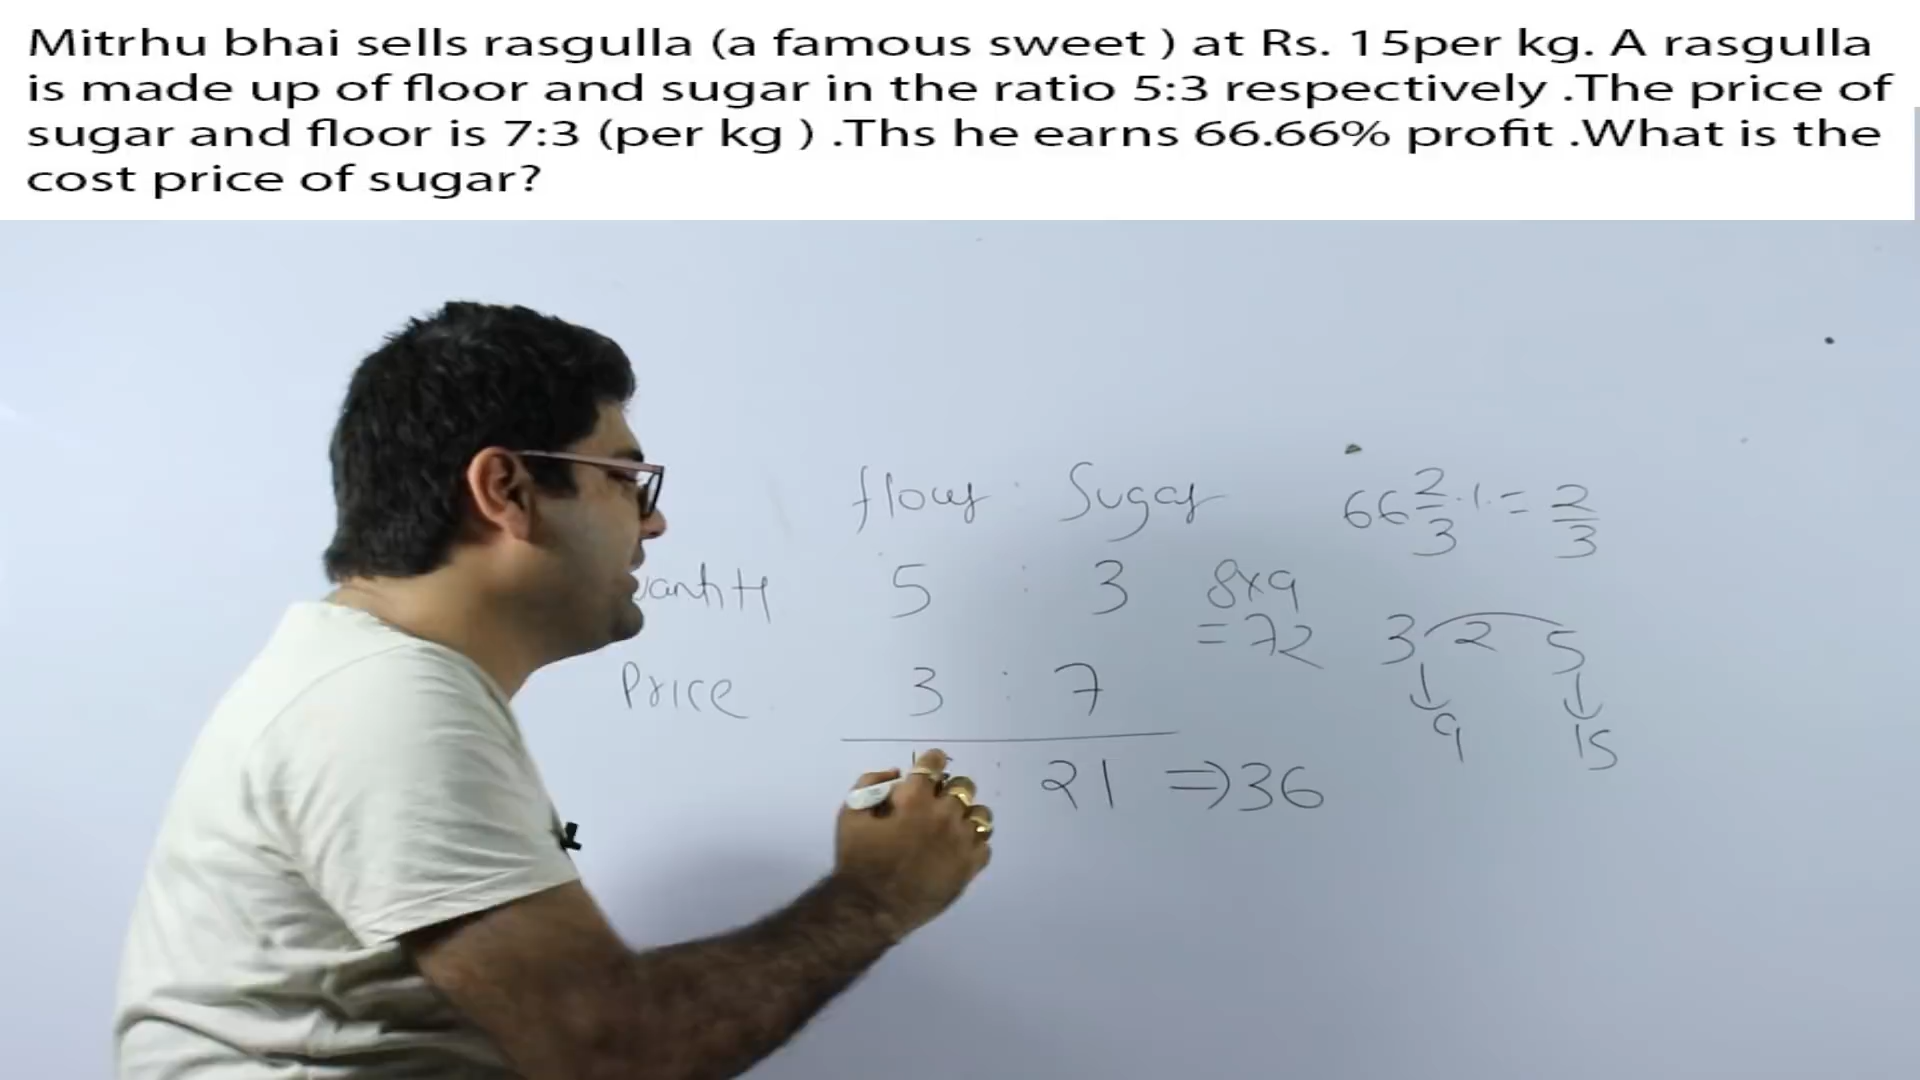 Mitrhu bhai sells rasgulla (a famous sweet ) at Rs. 15per kg. A rasgulla
is made up of floor and sugar in the ratio 5:3 respectively .The price of
sugar and floor is 7:3 (per kg ) .Ths he earns 66.66% profit .What is the
cost price of sugar?
flour : Sugar
66 2/3 % = 2/3
5 : 3
8x9
= 72
3 2 5
Price 3 : 7
9 15
: 21 ⇒ 36